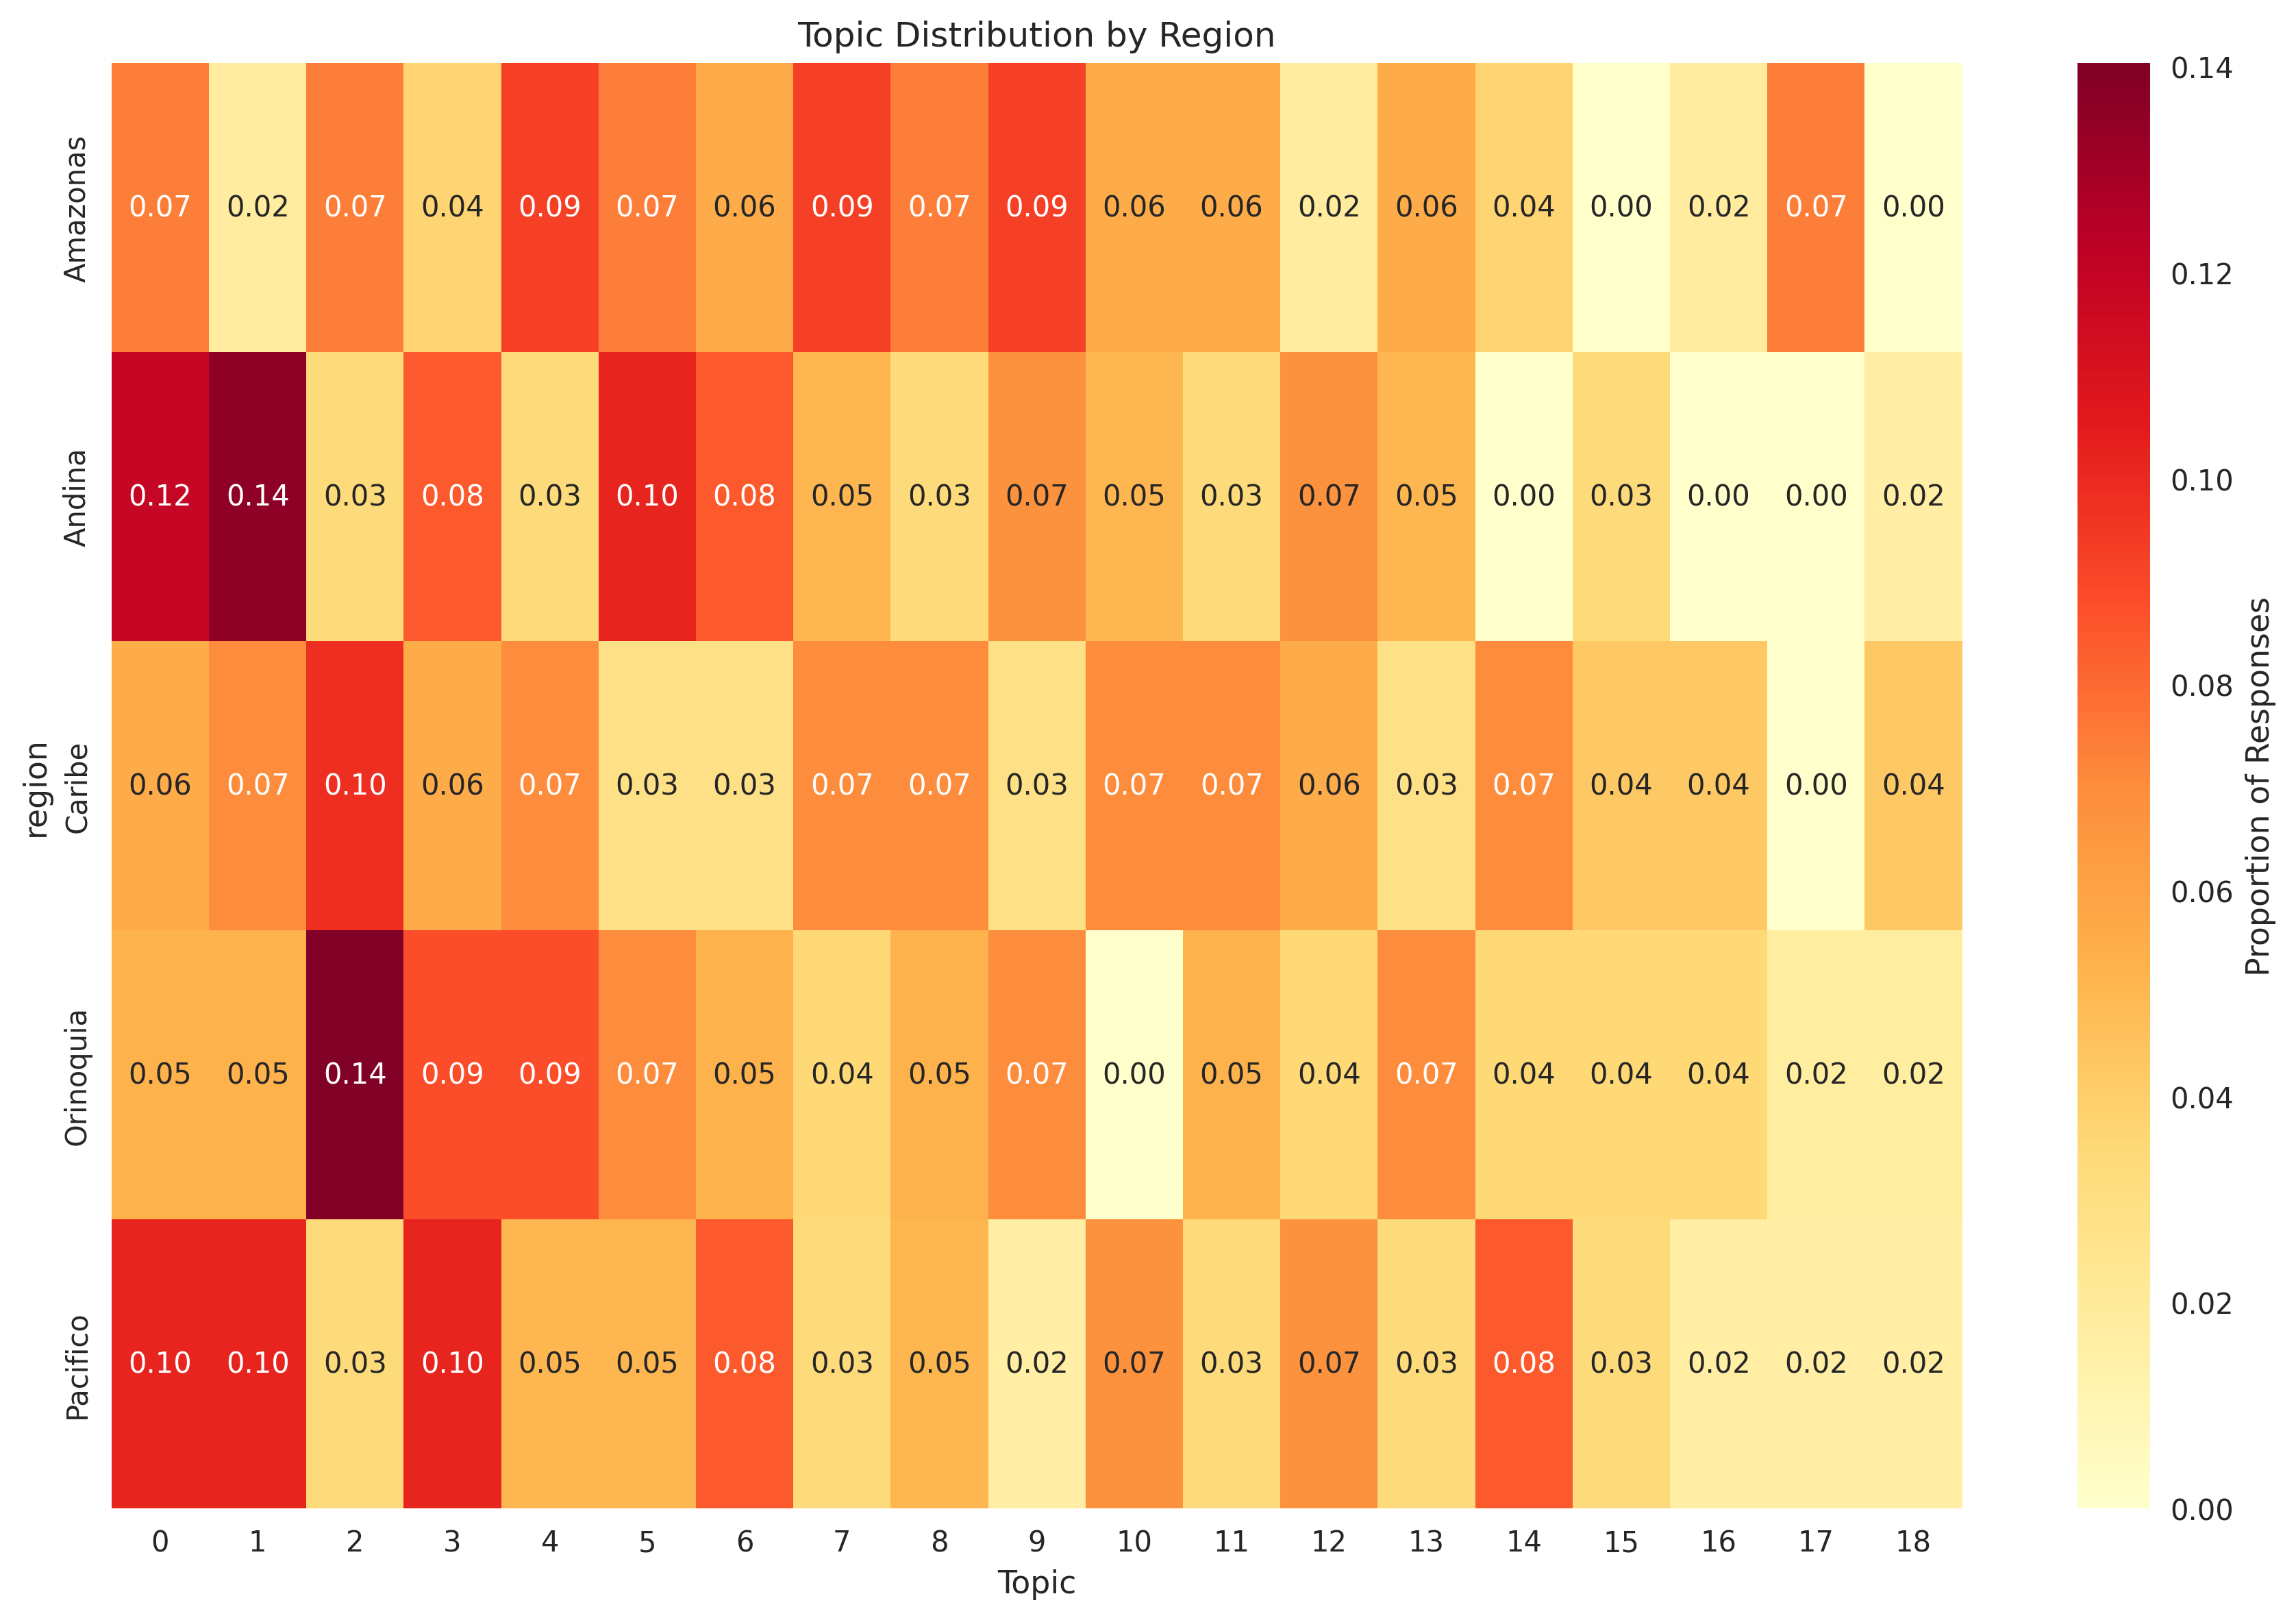 Topic Distribution by Region
Amazonas
0.07 0.02 0.07 0.04 0.09 0.07 0.06 0.09 0.07 0.09 0.06 0.06 0.02 0.06 0.04 0.00 0.02 0.07 0.00
Andina
0.12 0.14 0.03 0.08 0.03 0.10 0.08 0.05 0.03 0.07 0.05 0.03 0.07 0.05 0.00 0.03 0.00 0.00 0.02
region
Caribe
0.06 0.07 0.10 0.06 0.07 0.03 0.03 0.07 0.07 0.03 0.07 0.07 0.06 0.03 0.07 0.04 0.04 0.00 0.04
Orinoquia
0.05 0.05 0.14 0.09 0.09 0.07 0.05 0.04 0.05 0.07 0.00 0.05 0.04 0.07 0.04 0.04 0.04 0.02 0.02
Pacifico
0.10 0.10 0.03 0.10 0.05 0.05 0.08 0.03 0.05 0.02 0.07 0.03 0.07 0.03 0.08 0.03 0.02 0.02 0.02
0 1 2 3 4 5 6 7 8 9 10 11 12 13 14 15 16 17 18
Topic
0.14
0.12
0.10
0.08
0.06
0.04
0.02
0.00
Proportion of Responses